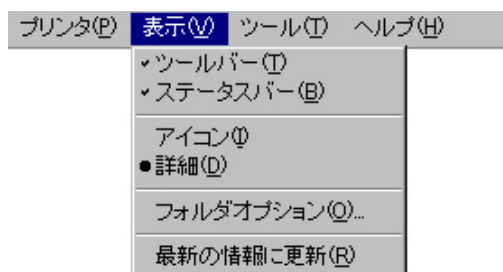 プリンタ(P) 表示(V) ツール(T) ヘルプ(H)
ツールバー(T)
ステータスバー(B)
アイコン(I)
詳細(D)
フォルダオプション(O)...
最新の情報に更新(R)